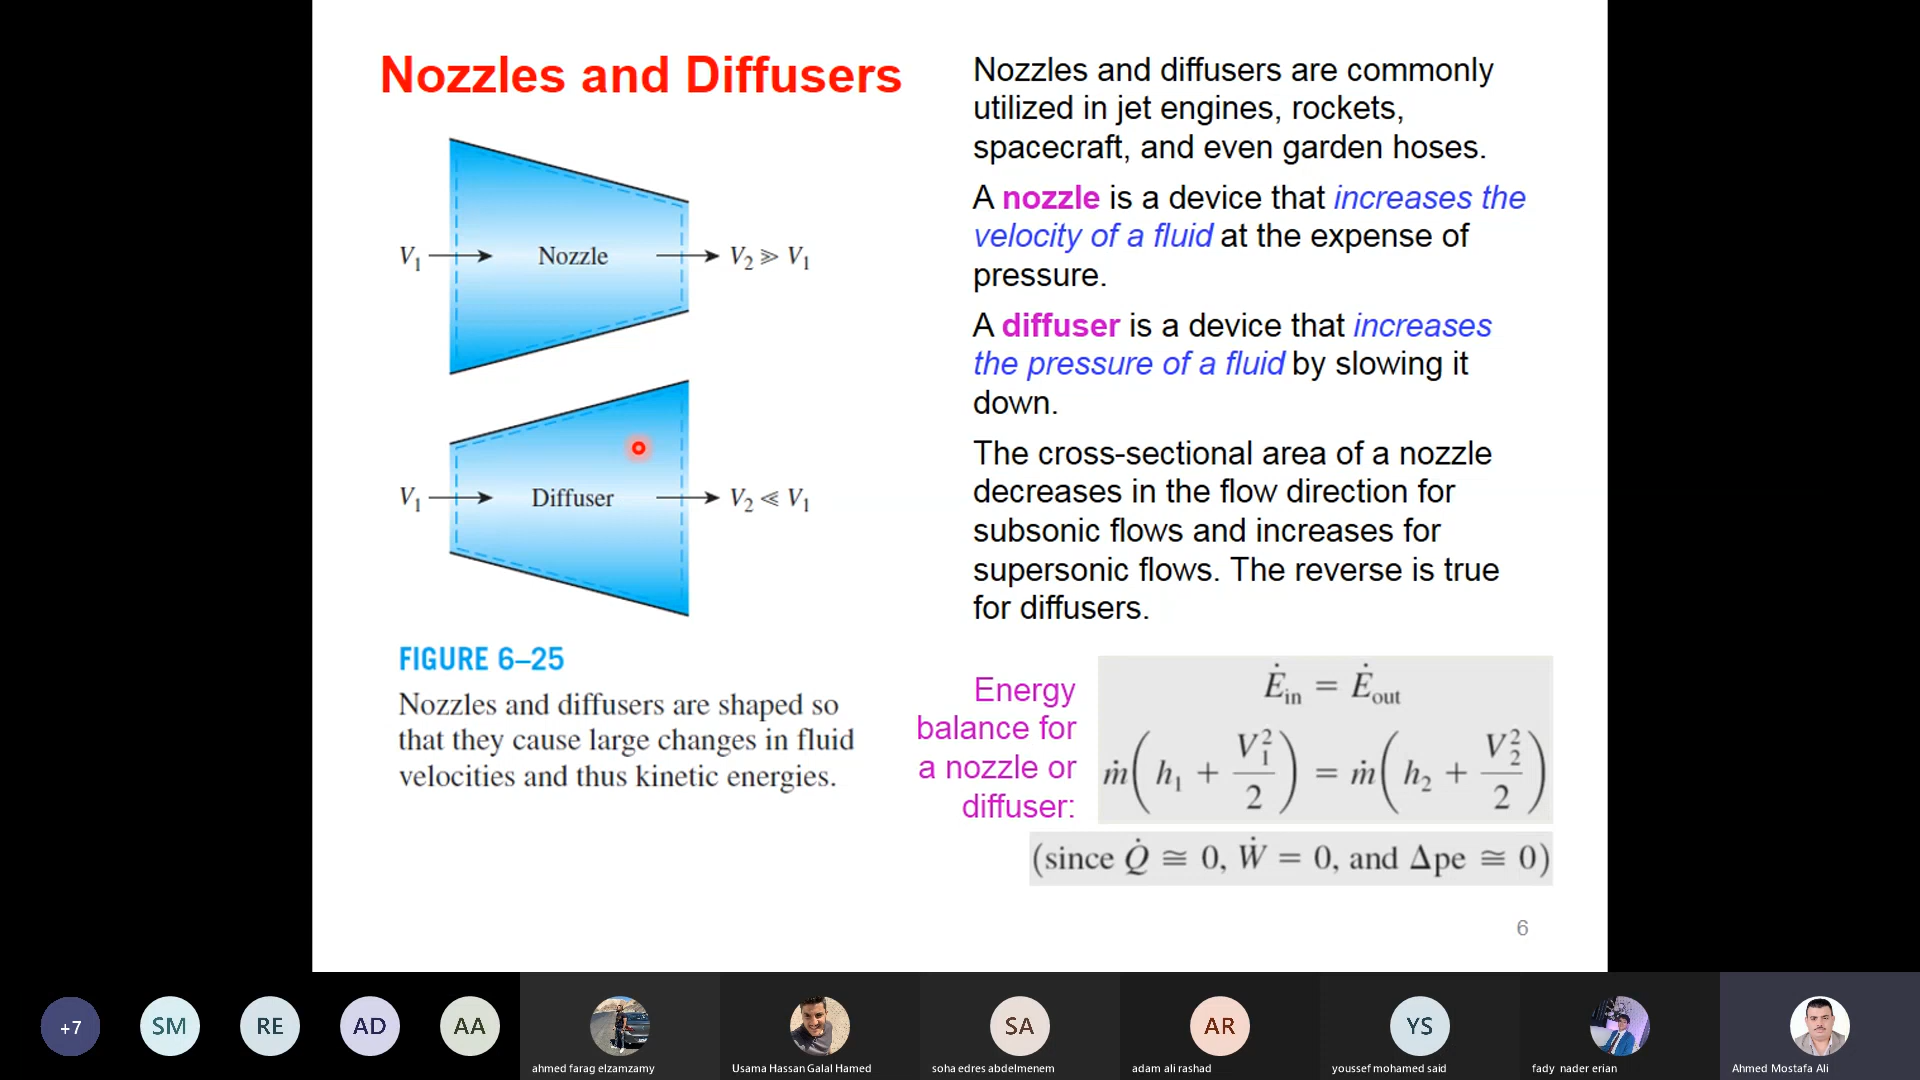 Nozzles and Diffusers
V1
Nozzle
V2 ⪢ V1
V1
Diffuser
V2 ⪡ V1
FIGURE 6–25
Nozzles and diffusers are shaped so
that they cause large changes in fluid
velocities and thus kinetic energies.
Nozzles and diffusers are commonly
utilized in jet engines, rockets,
spacecraft, and even garden hoses.
A nozzle is a device that increases the
velocity of a fluid at the expense of
pressure.
A diffuser is a device that increases
the pressure of a fluid by slowing it
down.
The cross-sectional area of a nozzle
decreases in the flow direction for
subsonic flows and increases for
supersonic flows. The reverse is true
for diffusers.
Energy
balance for
a nozzle or
diffuser:
Ėin = Ėout
ṁ(h1 + V1²/2) = ṁ(h2 + V2²/2)
(since Q̇ ≅ 0, Ẇ = 0, and Δpe ≅ 0)
6
+7
SM
RE
AD
AA
ahmed farag elzamzamy
Usama Hassan Galal Hamed
SA
soha edres abdelmenem
AR
adam ali rashad
YS
youssef mohamed said
fady nader erian
Ahmed Mostafa Ali